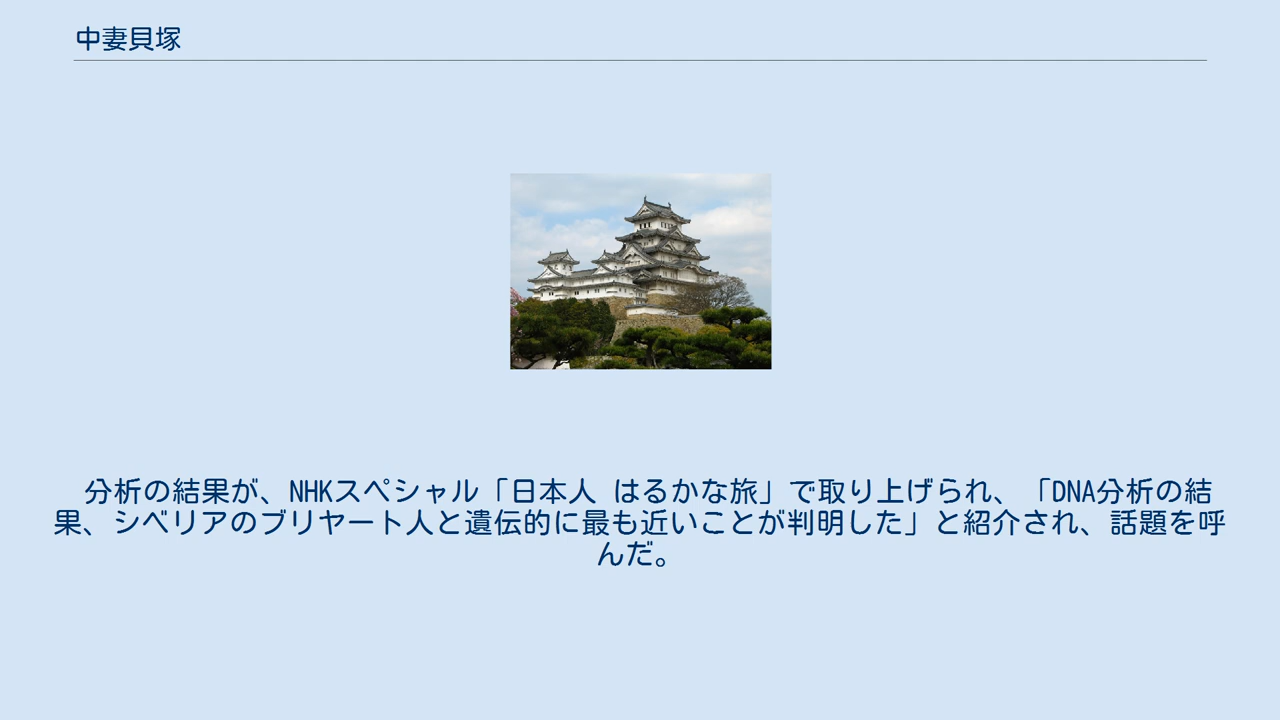 中妻貝塚
分析の結果が、NHKスペシャル「日本人 はるかな旅」で取り上げられ、「DNA分析の結
果、シベリアのブリヤート人と遺伝的に最も近いことが判明した」と紹介され、話題を呼
んだ。